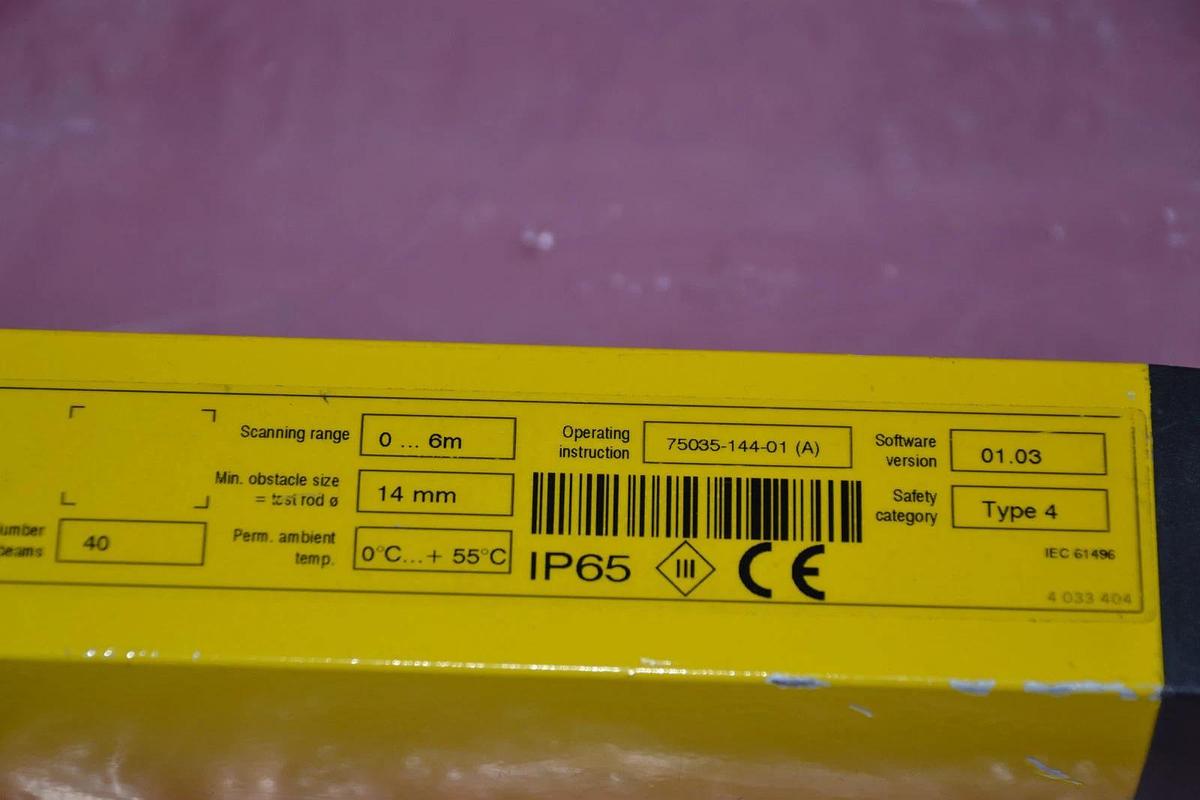 Scanning range 0 ... 6m
Min. obstacle size
= test rod ø 14 mm
Perm. ambient
temp. 0°C...+ 55°C
umber
beams 40
Operating
instruction 75035-144-01 (A)
IP65 III CE
Software
version 01.03
Safety
category Type 4
IEC 61496
4 033 404